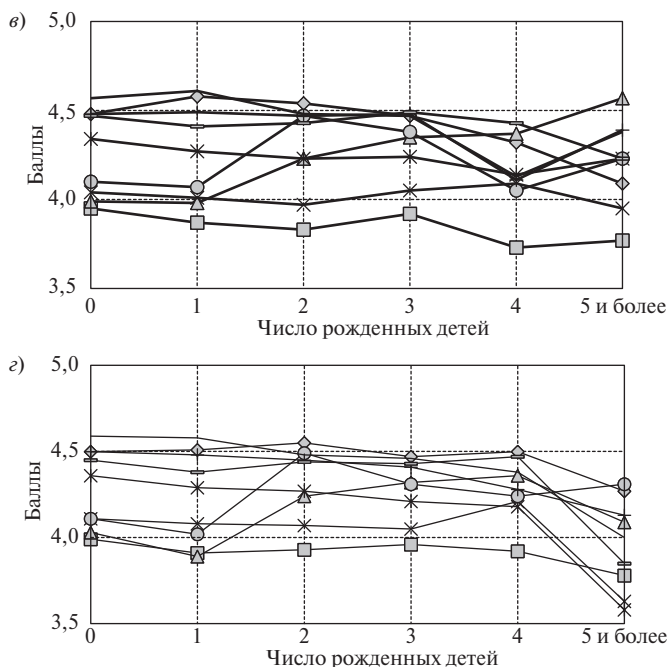 в)
5,0
4,5
4,0
3,5
Баллы
0 1 2 3 4 5 и более
Число рожденных детей
г)
5,0
4,5
4,0
3,5
Баллы
0 1 2 3 4 5 и более
Число рожденных детей